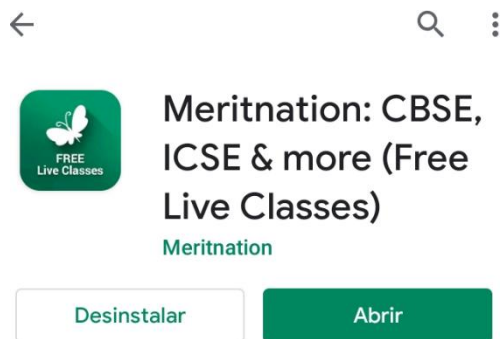 FREE
Live Classes
Meritnation: CBSE,
ICSE & more (Free
Live Classes)
Meritnation
Desinstalar
Abrir